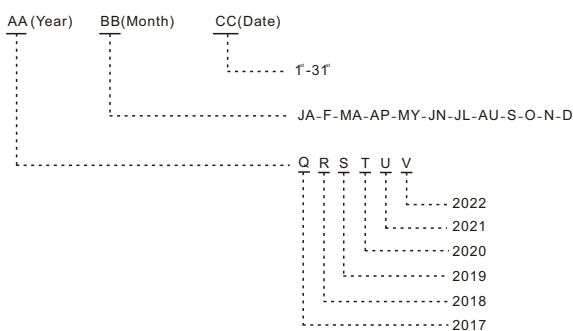 AA (Year) BB(Month) CC(Date)
1st-31st
JA-F-MA-AP-MY-JN-JL-AU-S-O-N-D
Q R S T U V
2022
2021
2020
2019
2018
2017